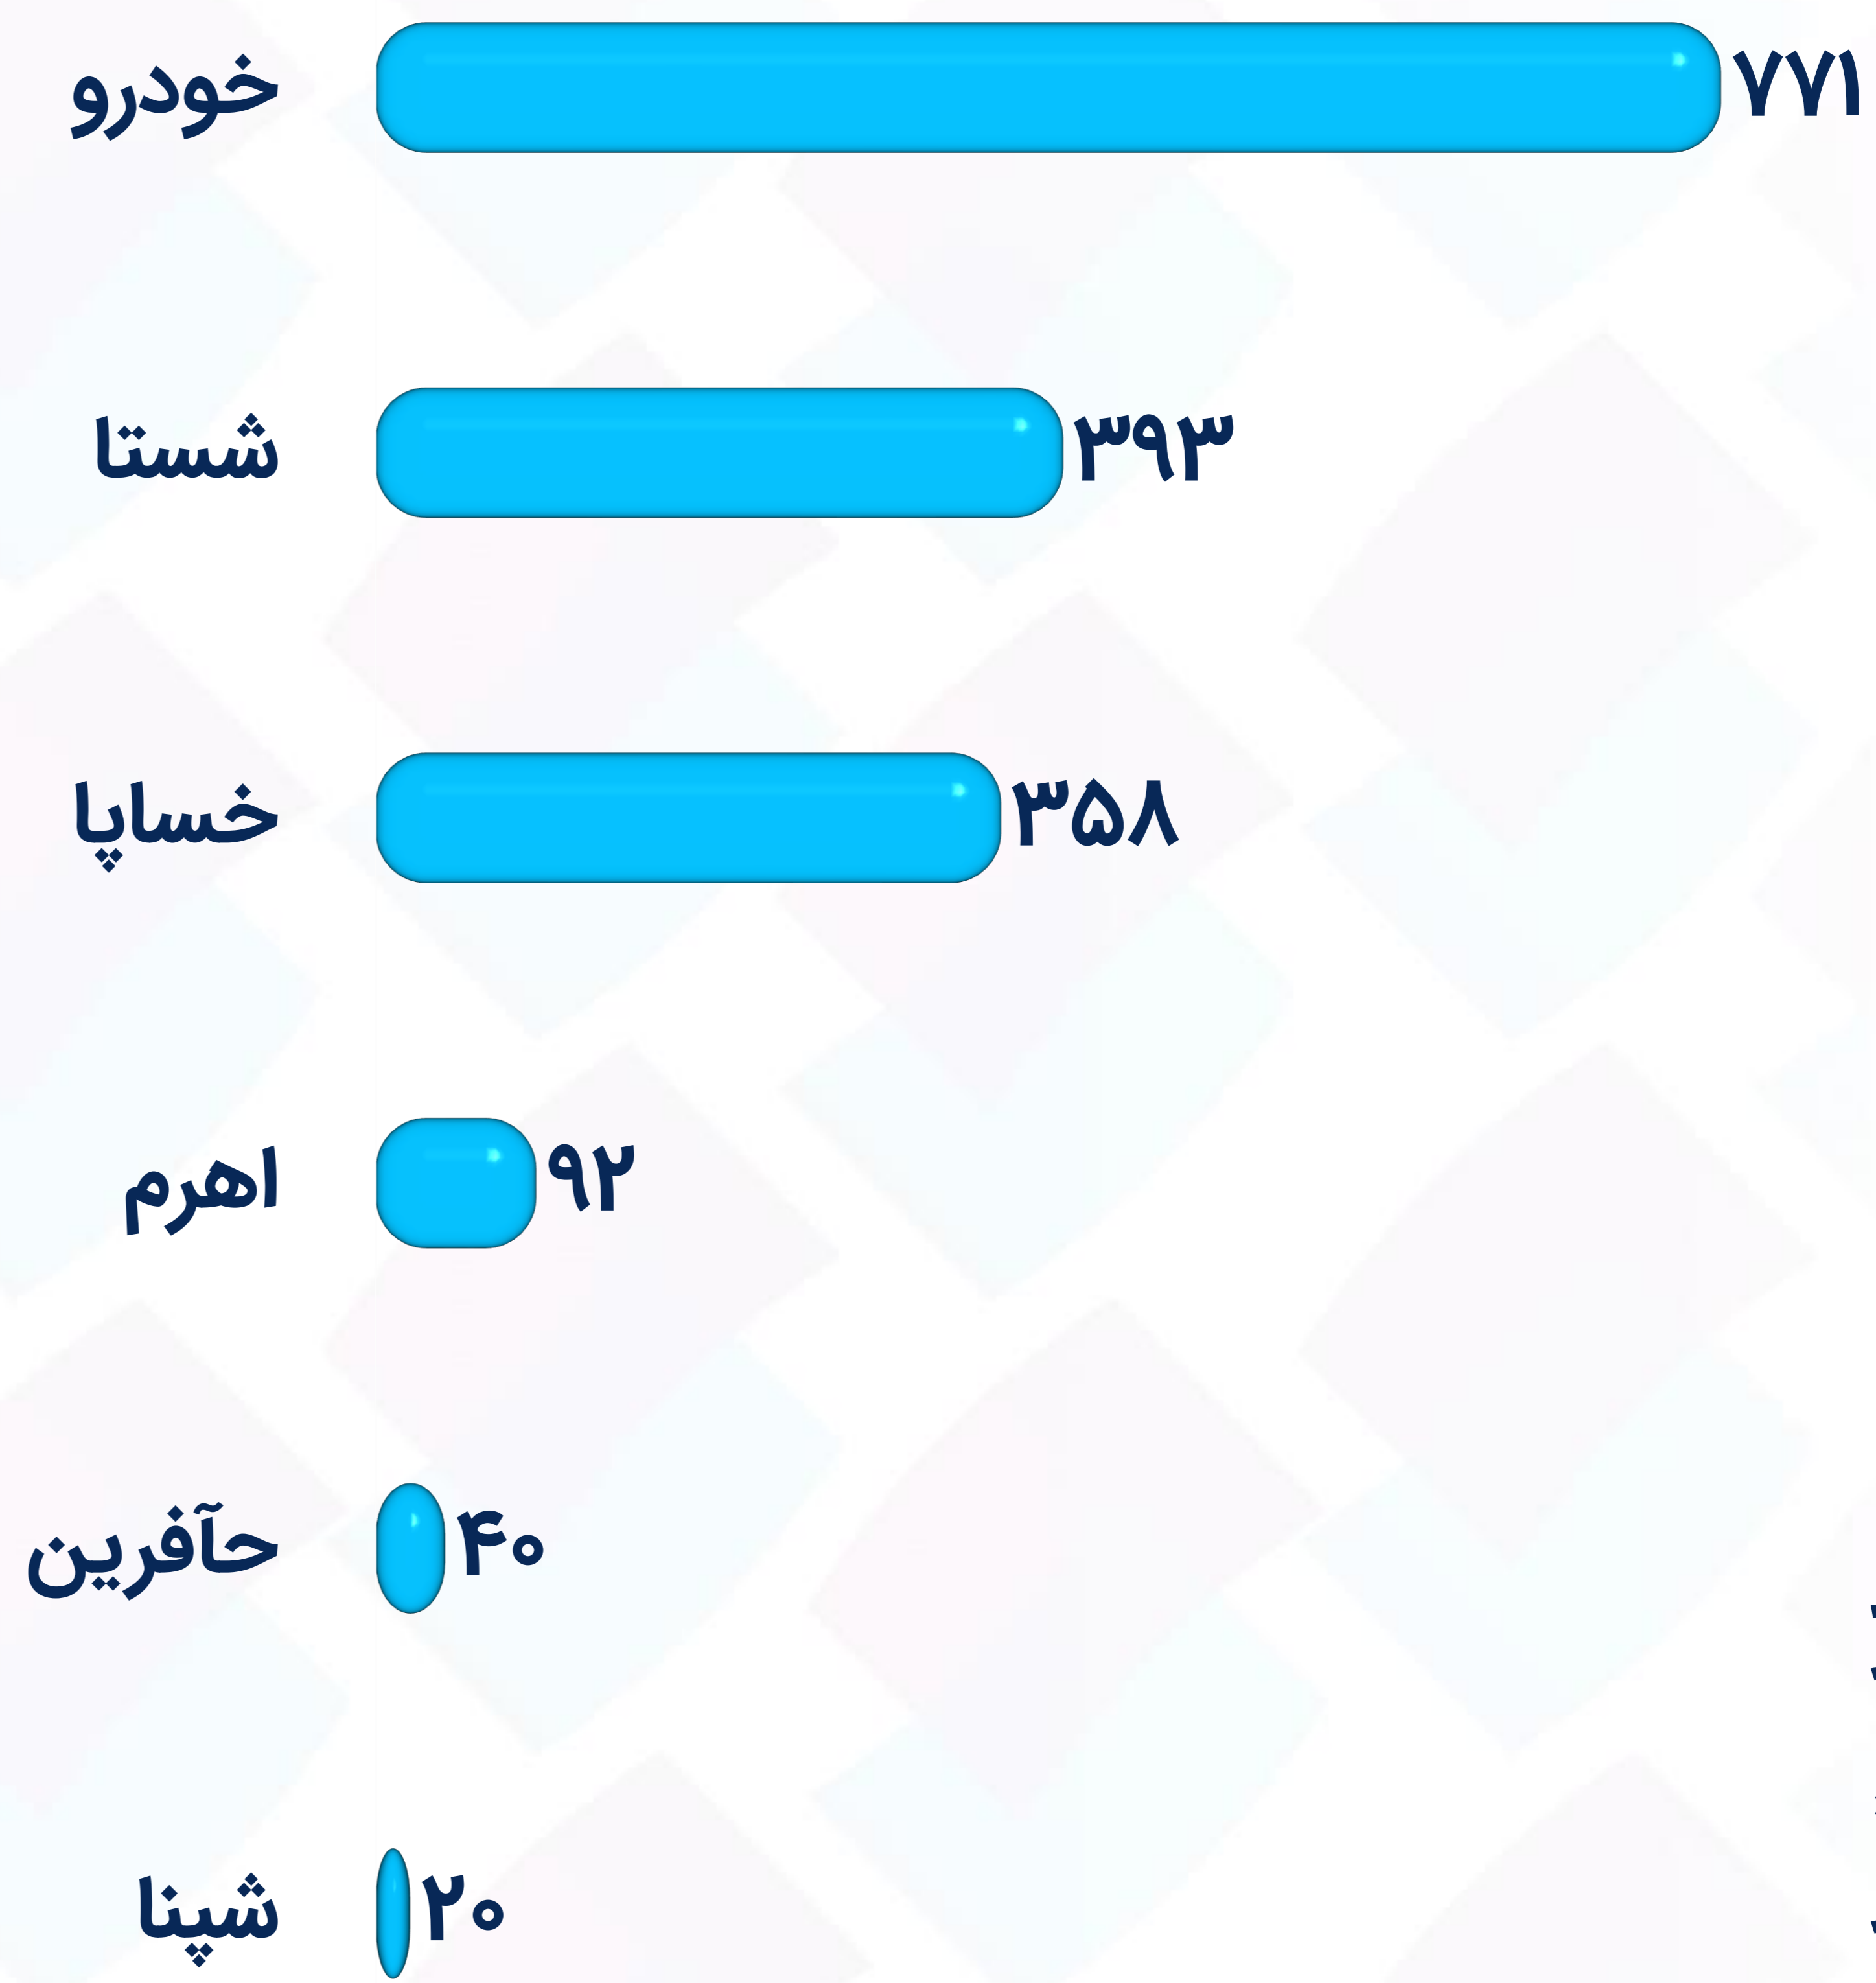 خودرو ۷۷۱
شستا ۳۹۳
خساپا ۳۵۸
اهرم ۹۲
حآفرین ۴۰
شپنا ۲۰